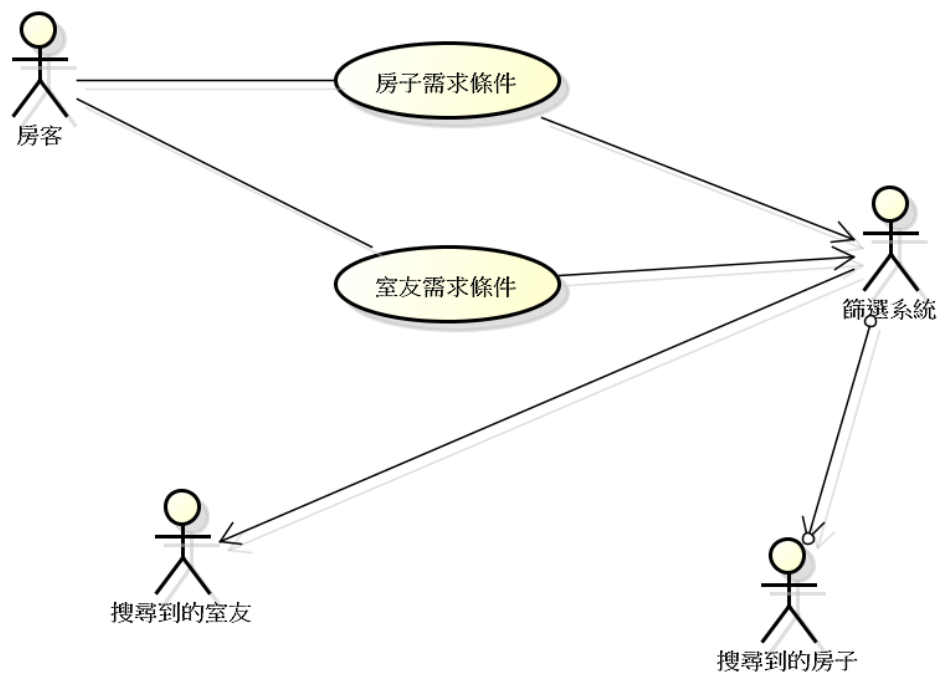 房客
房子需求條件
室友需求條件
篩選系統
搜尋到的室友
搜尋到的房子